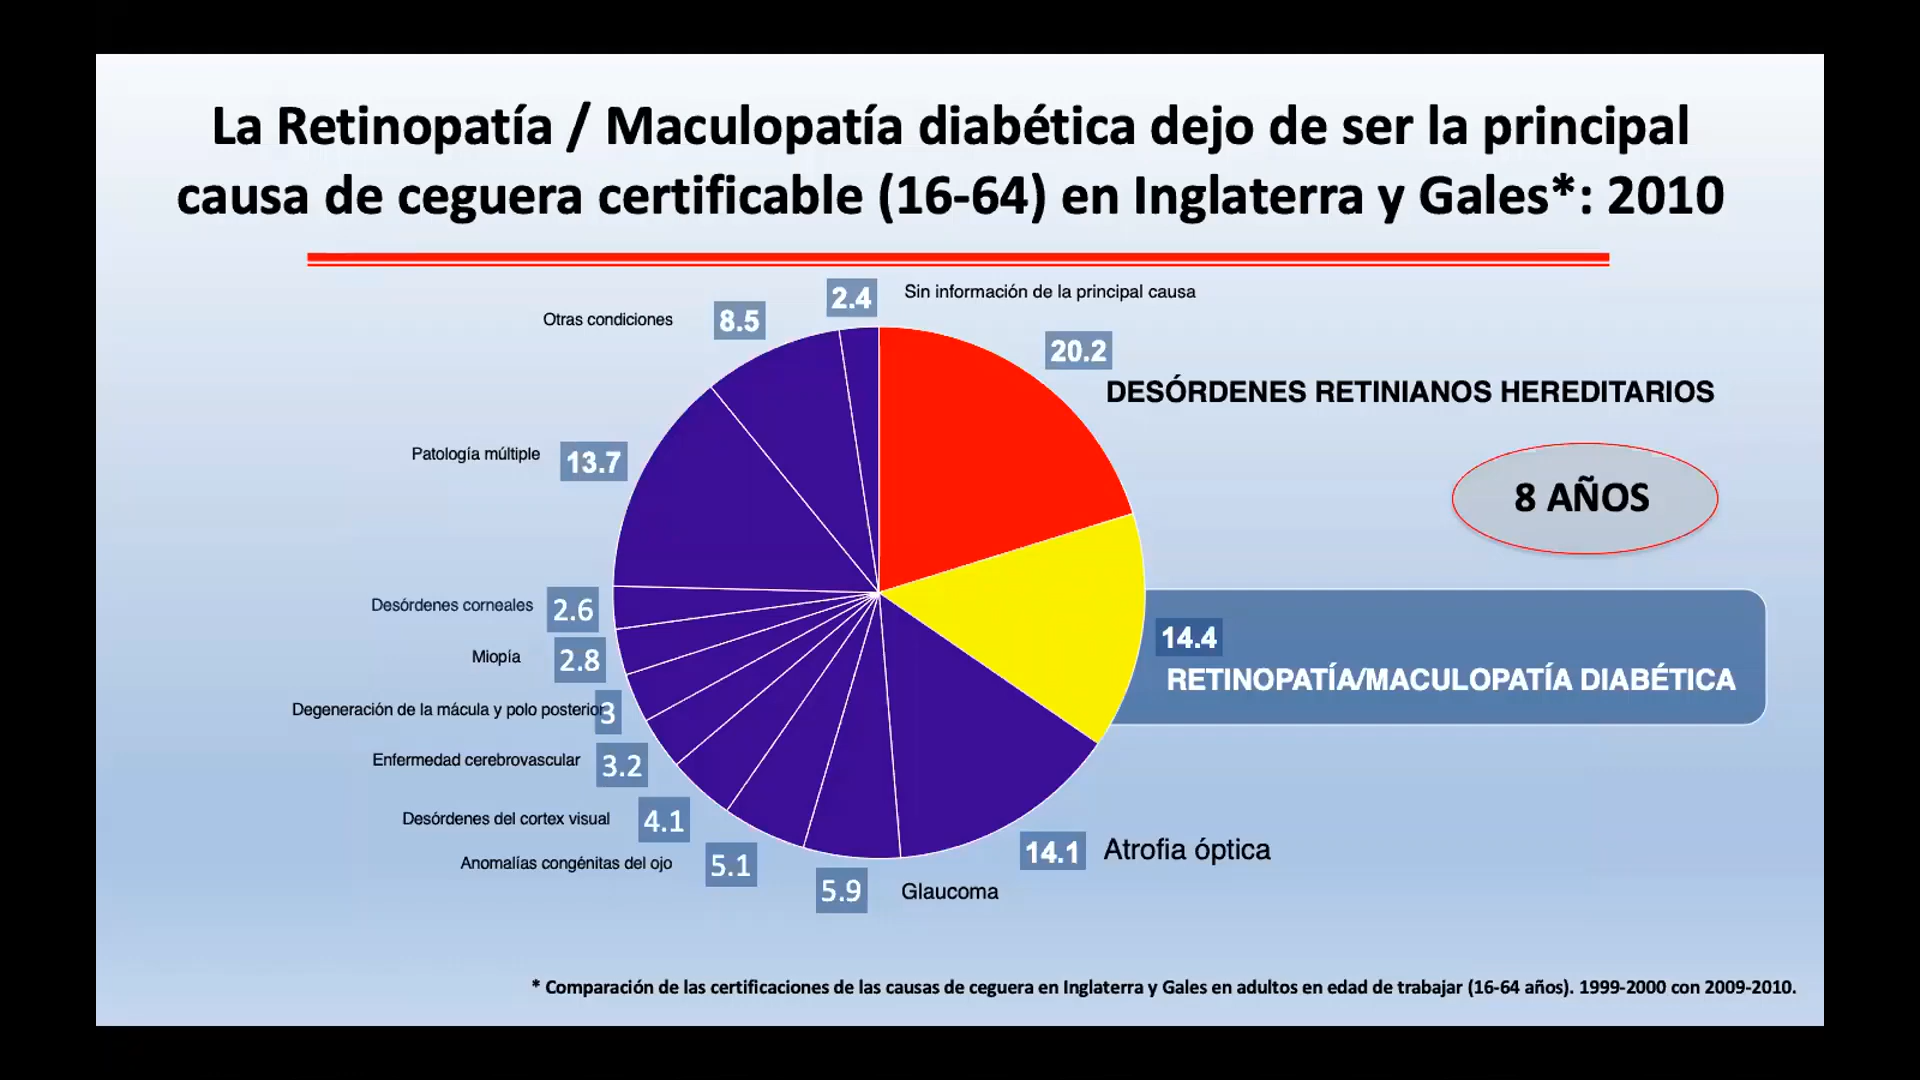 La Retinopatía / Maculopatía diabética dejo de ser la principal
causa de ceguera certificable (16-64) en Inglaterra y Gales*: 2010
2.4 Sin información de la principal causa
Otras condiciones 8.5
20.2
DESÓRDENES RETINIANOS HEREDITARIOS
Patología múltiple 13.7
8 AÑOS
Desórdenes corneales 2.6
14.4
RETINOPATÍA/MACULOPATÍA DIABÉTICA
Miopía 2.8
Degeneración de la mácula y polo posterior 3
Enfermedad cerebrovascular 3.2
Desórdenes del cortex visual 4.1
14.1 Atrofia óptica
Anomalías congénitas del ojo 5.1
5.9 Glaucoma
* Comparación de las certificaciones de las causas de ceguera en Inglaterra y Gales en adultos en edad de trabajar (16-64 años). 1999-2000 con 2009-2010.